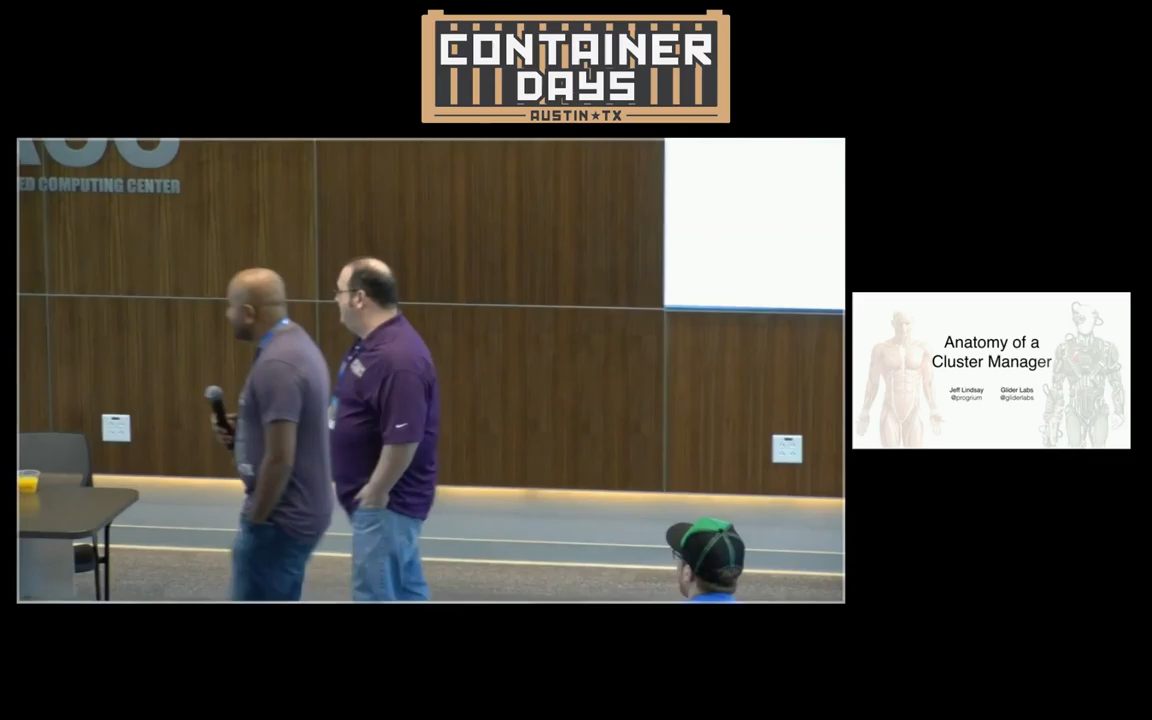 CONTAINER
DAYS
AUSTIN★TX
ED COMPUTING CENTER
Anatomy of a
Cluster Manager
Jeff Lindsay Glider Labs
@progrium @gliderlabs